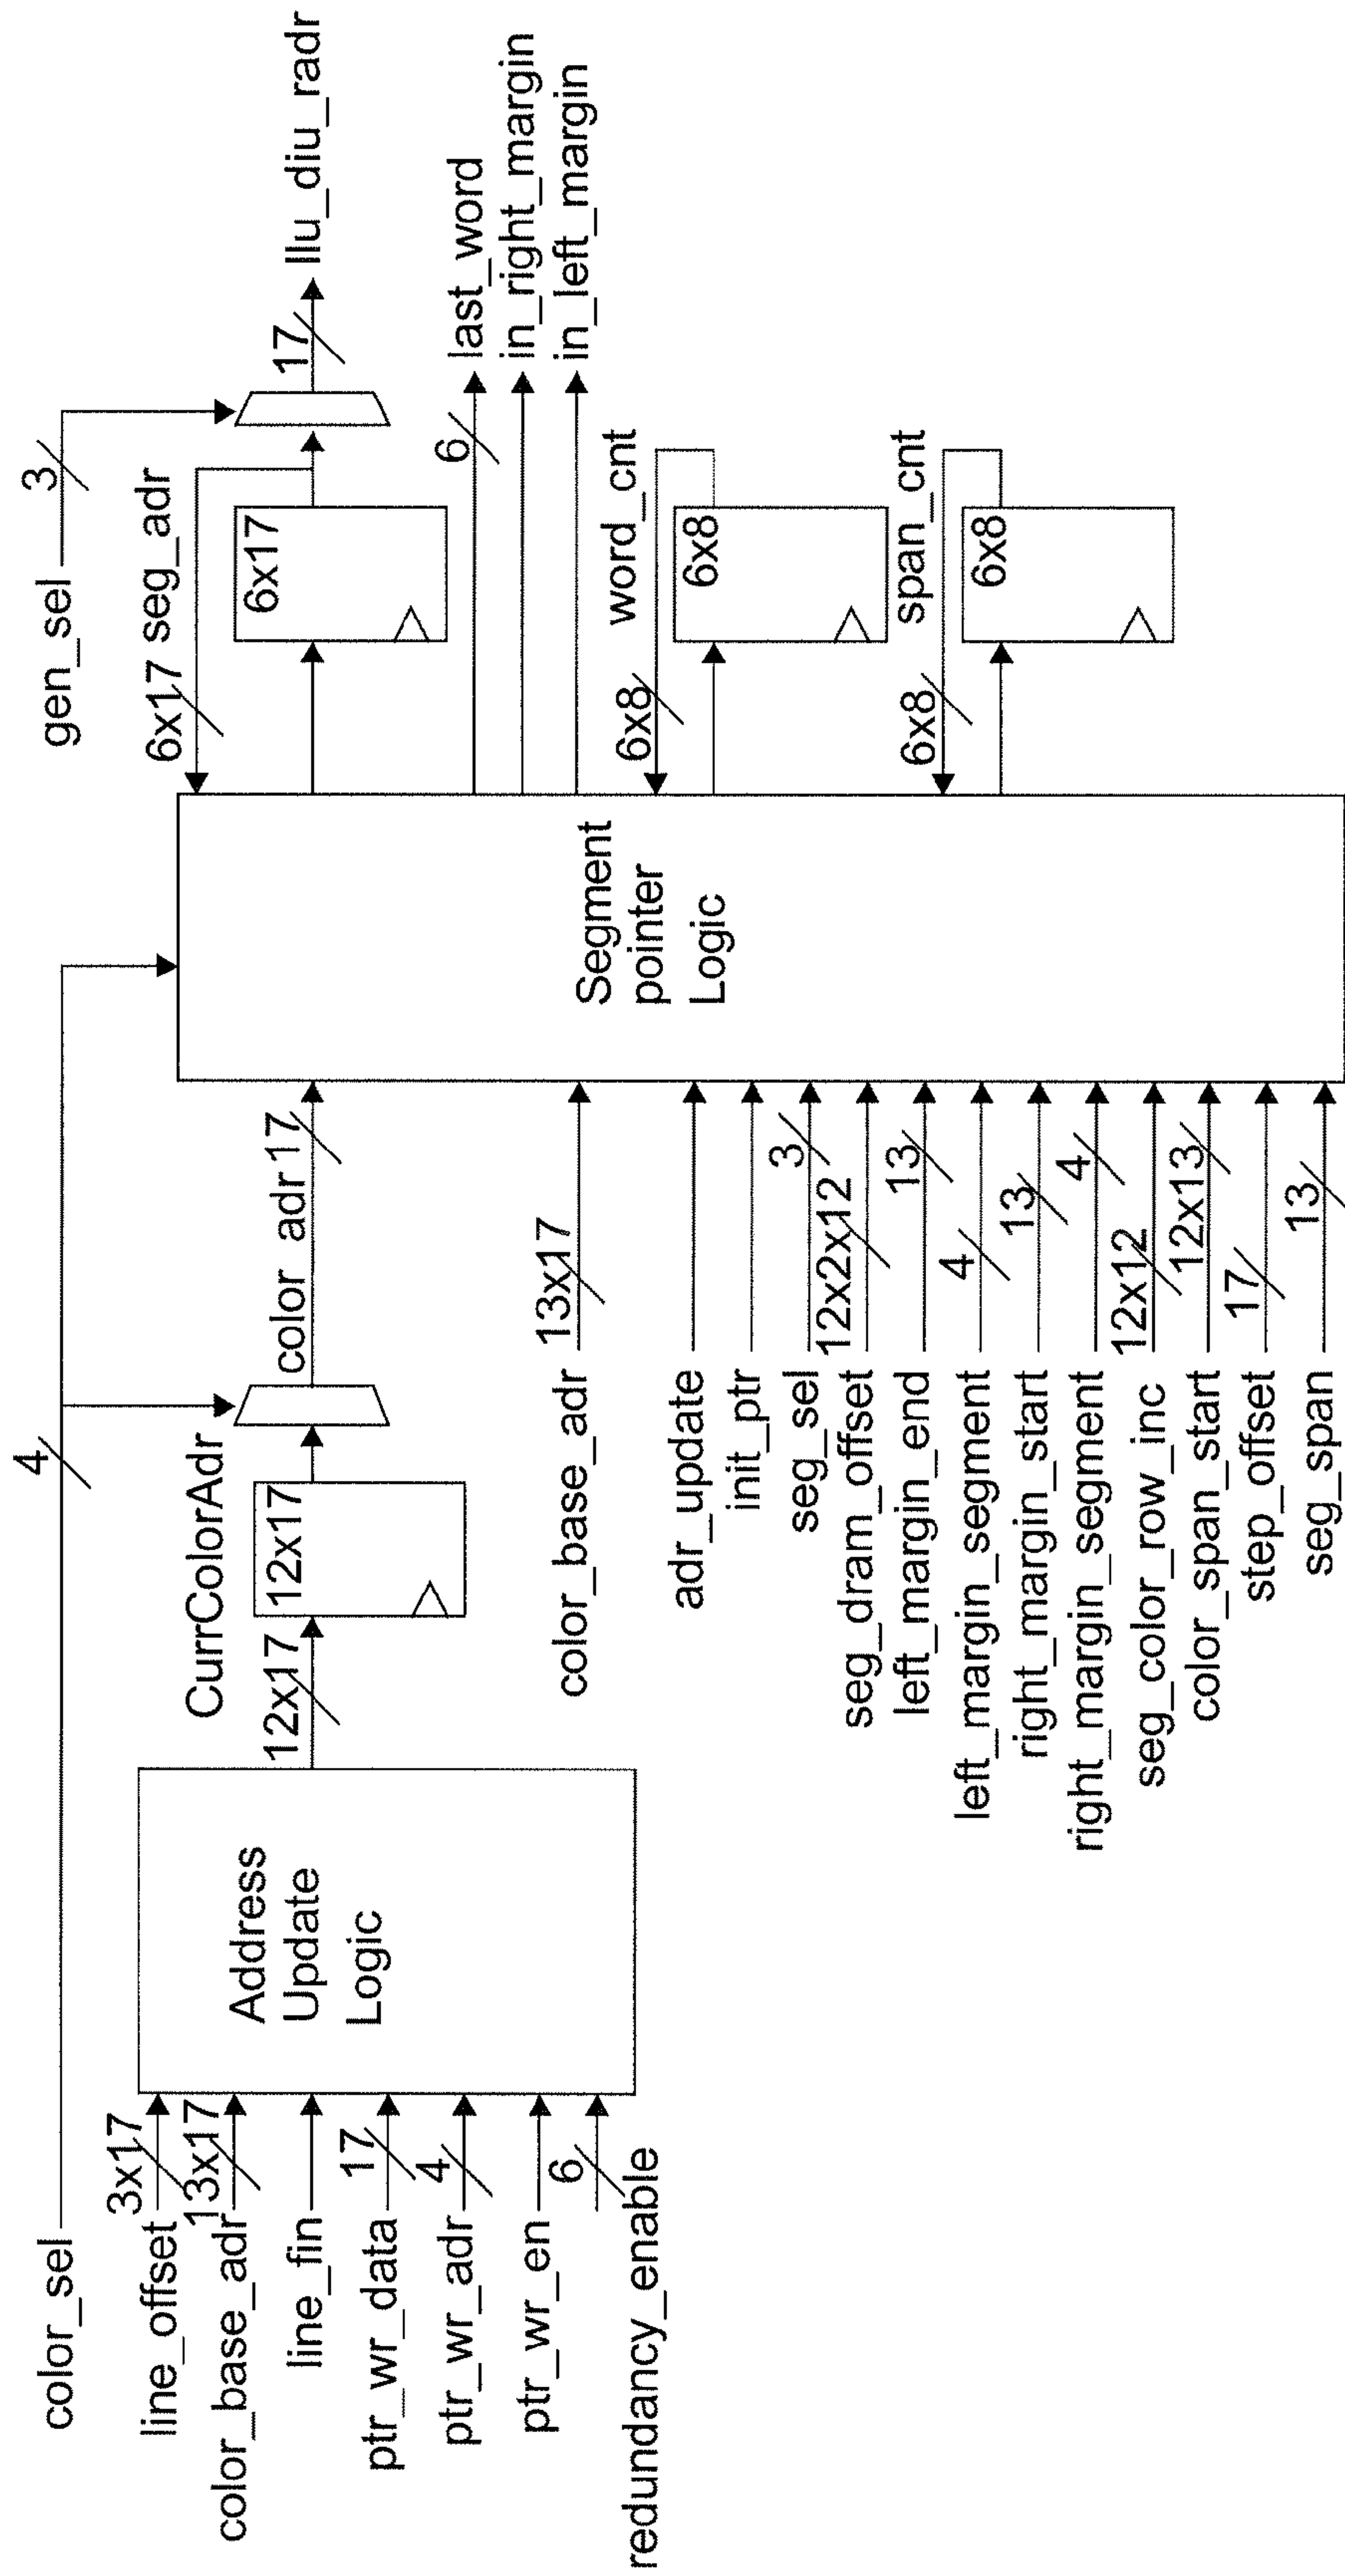 color_sel
4
line_offset
3x17
color_base_adr
13x17
line_fin
ptr_wr_data
17
ptr_wr_adr
4
ptr_wr_en
6
redundancy_enable
Address
Update
Logic
12x17
CurrColorAdr
12x17
color_adr
17
color_base_adr
13x17
adr_update
init_ptr
seg_sel
3
seg_dram_offset
12x2x12
left_margin_end
13
left_margin_segment
4
right_margin_start
13
right_margin_segment
4
seg_color_row_inc
12x12
color_span_start
12x13
step_offset
17
seg_span
13
Segment
pointer
Logic
gen_sel
3
6x17 seg_adr
6x17
17
llu_diu_radr
6
last_word
in_right_margin
in_left_margin
6x8
word_cnt
6x8
6x8
span_cnt
6x8